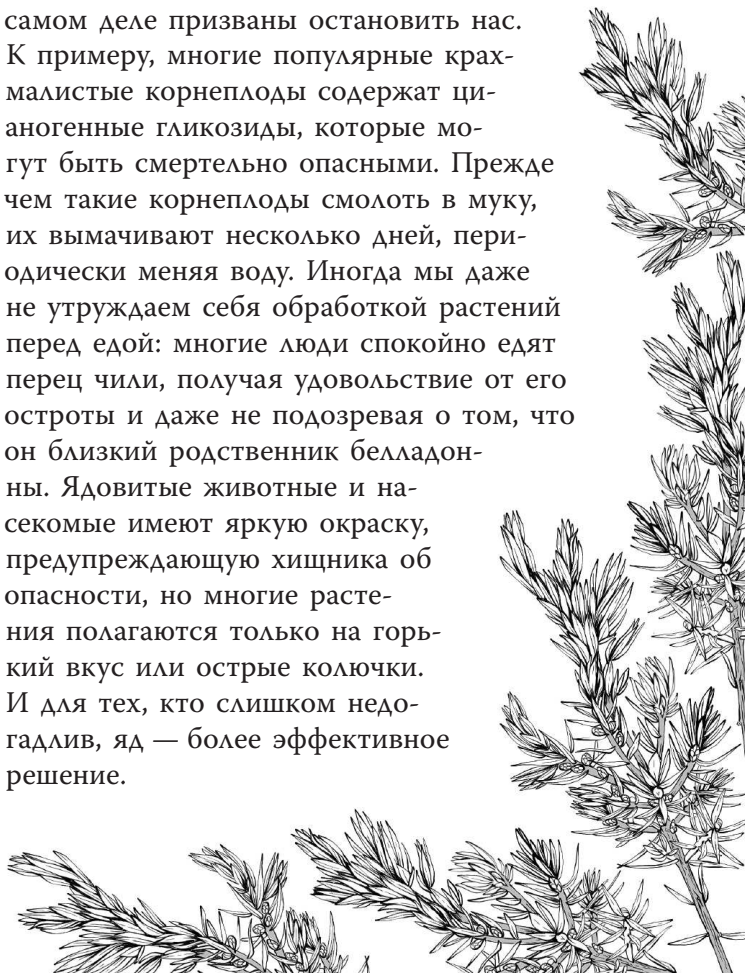 самом деле призваны остановить нас.
К примеру, многие популярные крах-
малистые корнеплоды содержат ци-
аногенные гликозиды, которые мо-
гут быть смертельно опасными. Прежде
чем такие корнеплоды смолоть в муку,
их вымачивают несколько дней, пери-
одически меняя воду. Иногда мы даже
не утруждаем себя обработкой растений
перед едой: многие люди спокойно едят
перец чили, получая удовольствие от его
остроты и даже не подозревая о том, что
он близкий родственник белладон-
ны. Ядовитые животные и на-
секомые имеют яркую окраску,
предупреждающую хищника об
опасности, но многие расте-
ния полагаются только на горь-
кий вкус или острые колючки.
И для тех, кто слишком недо-
гадлив, яд — более эффективное
решение.